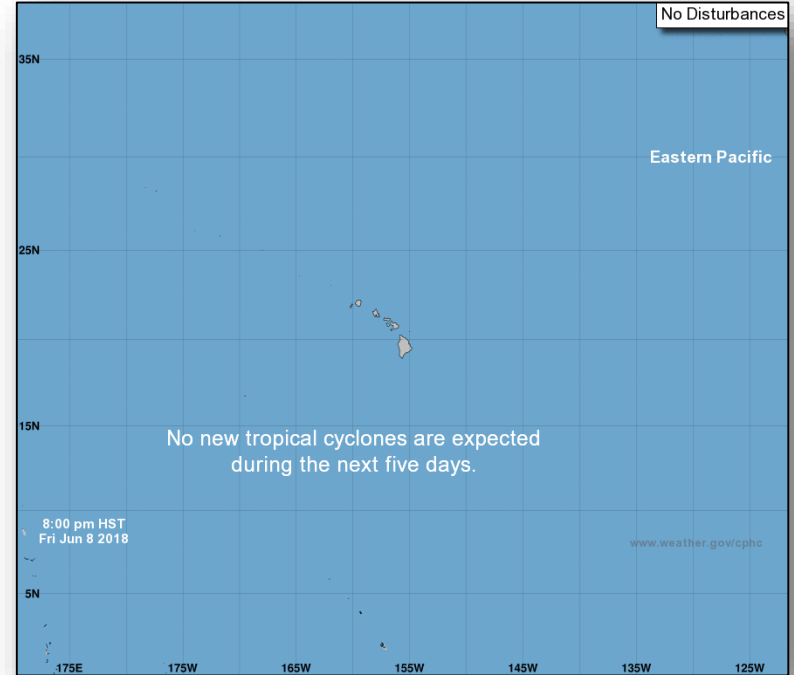 No Disturbances
35N
Eastern Pacific
25N
15N
No new tropical cyclones are expected
during the next five days.
8:00 pm HST
Fri Jun 8 2018
www.weather.gov/cphc
5N
175E 175W 165W 155W 145W 135W 125W